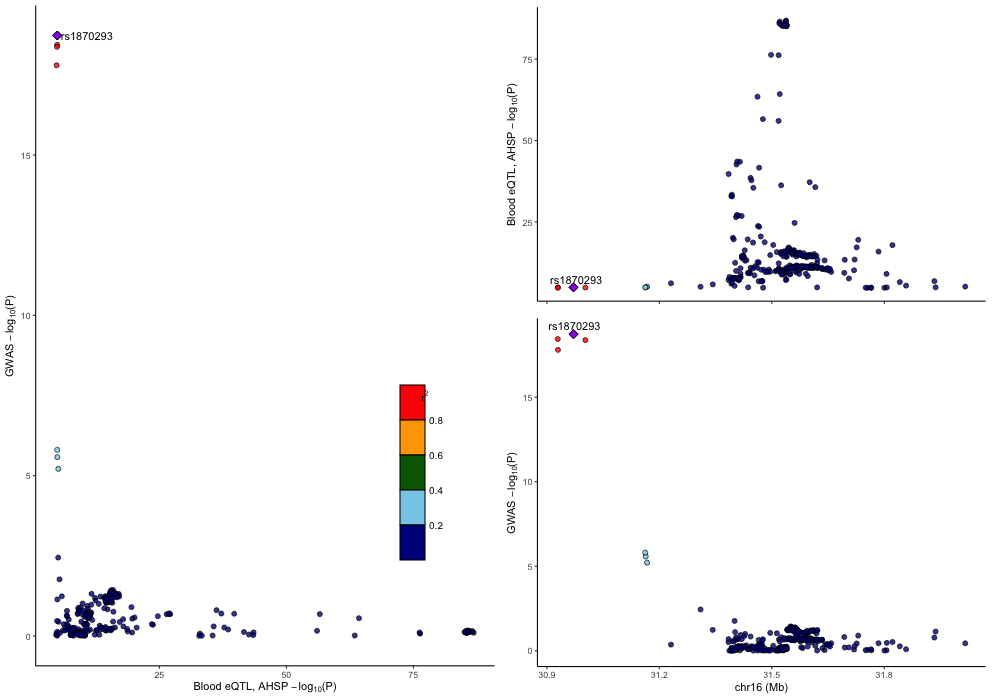 rs1870293
15
10
5
0
GWAS −log10(P)
25
50
75
Blood eQTL, AHSP −log10(P)
r²
0.8
0.6
0.4
0.2
75
50
25
Blood eQTL, AHSP −log10(P)
rs1870293
rs1870293
15
10
5
0
GWAS −log10(P)
30.9
31.2
31.5
31.8
chr16 (Mb)